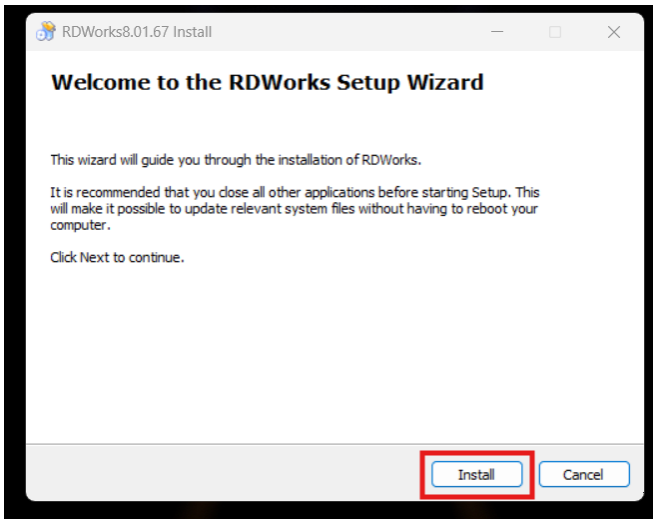 RDWorks8.01.67 Install
Welcome to the RDWorks Setup Wizard
This wizard will guide you through the installation of RDWorks.
It is recommended that you close all other applications before starting Setup. This
will make it possible to update relevant system files without having to reboot your
computer.
Click Next to continue.
Install
Cancel